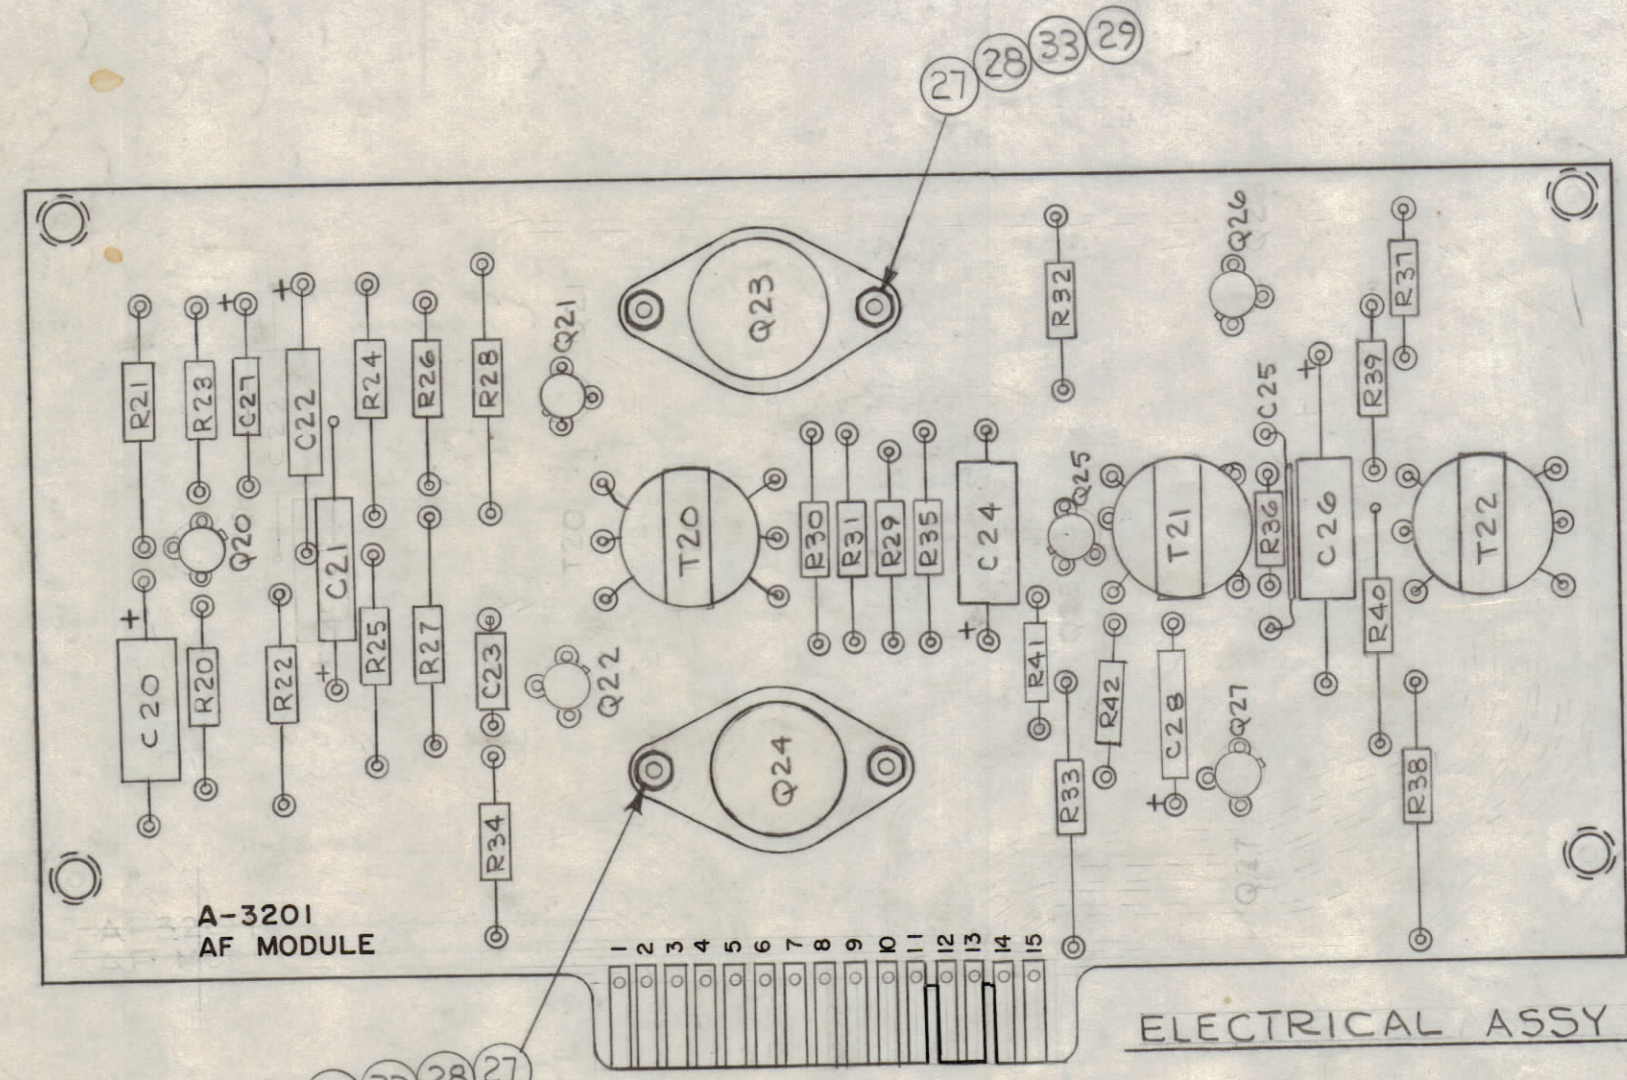 27 28 33 29
Q26
R37
R32
Q23
Q21
R21
R23
C27
C22
R24
R26
R28
R39
C25
Q20
C21
T20
R30
R31
R29
R35
C24
Q25
T21
R36
C26
T22
C20
R20
R22
R25
R27
C23
Q22
R41
R42
C28
Q27
R40
R38
R33
R34
Q24
A-3201
AF MODULE
1 2 3 4 5 6 7 8 9 10 11 12 13 14 15
ELECTRICAL ASSY
28 27